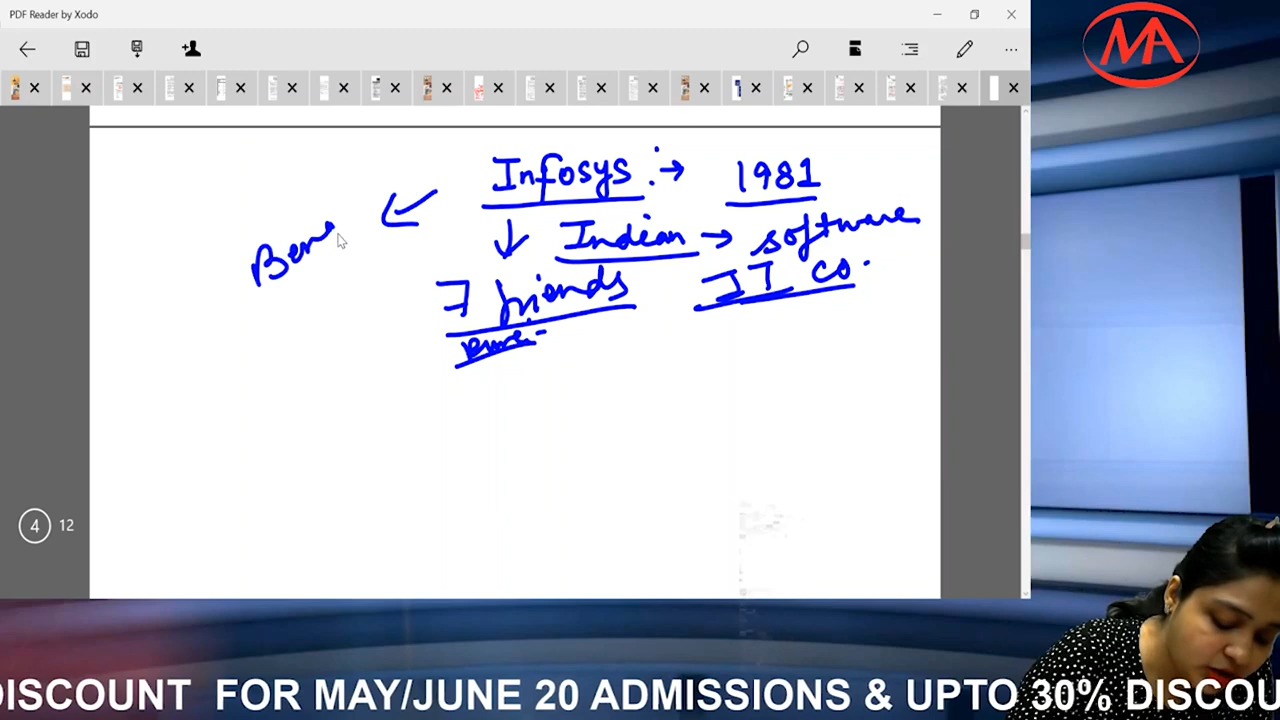 PDF Reader by Xodo
MA
Infosys : → 1981
Indian → software
IT co.
7 friends
4 12
DISCOUNT FOR MAY/JUNE 20 ADMISSIONS & UPTO 30% DISCOU